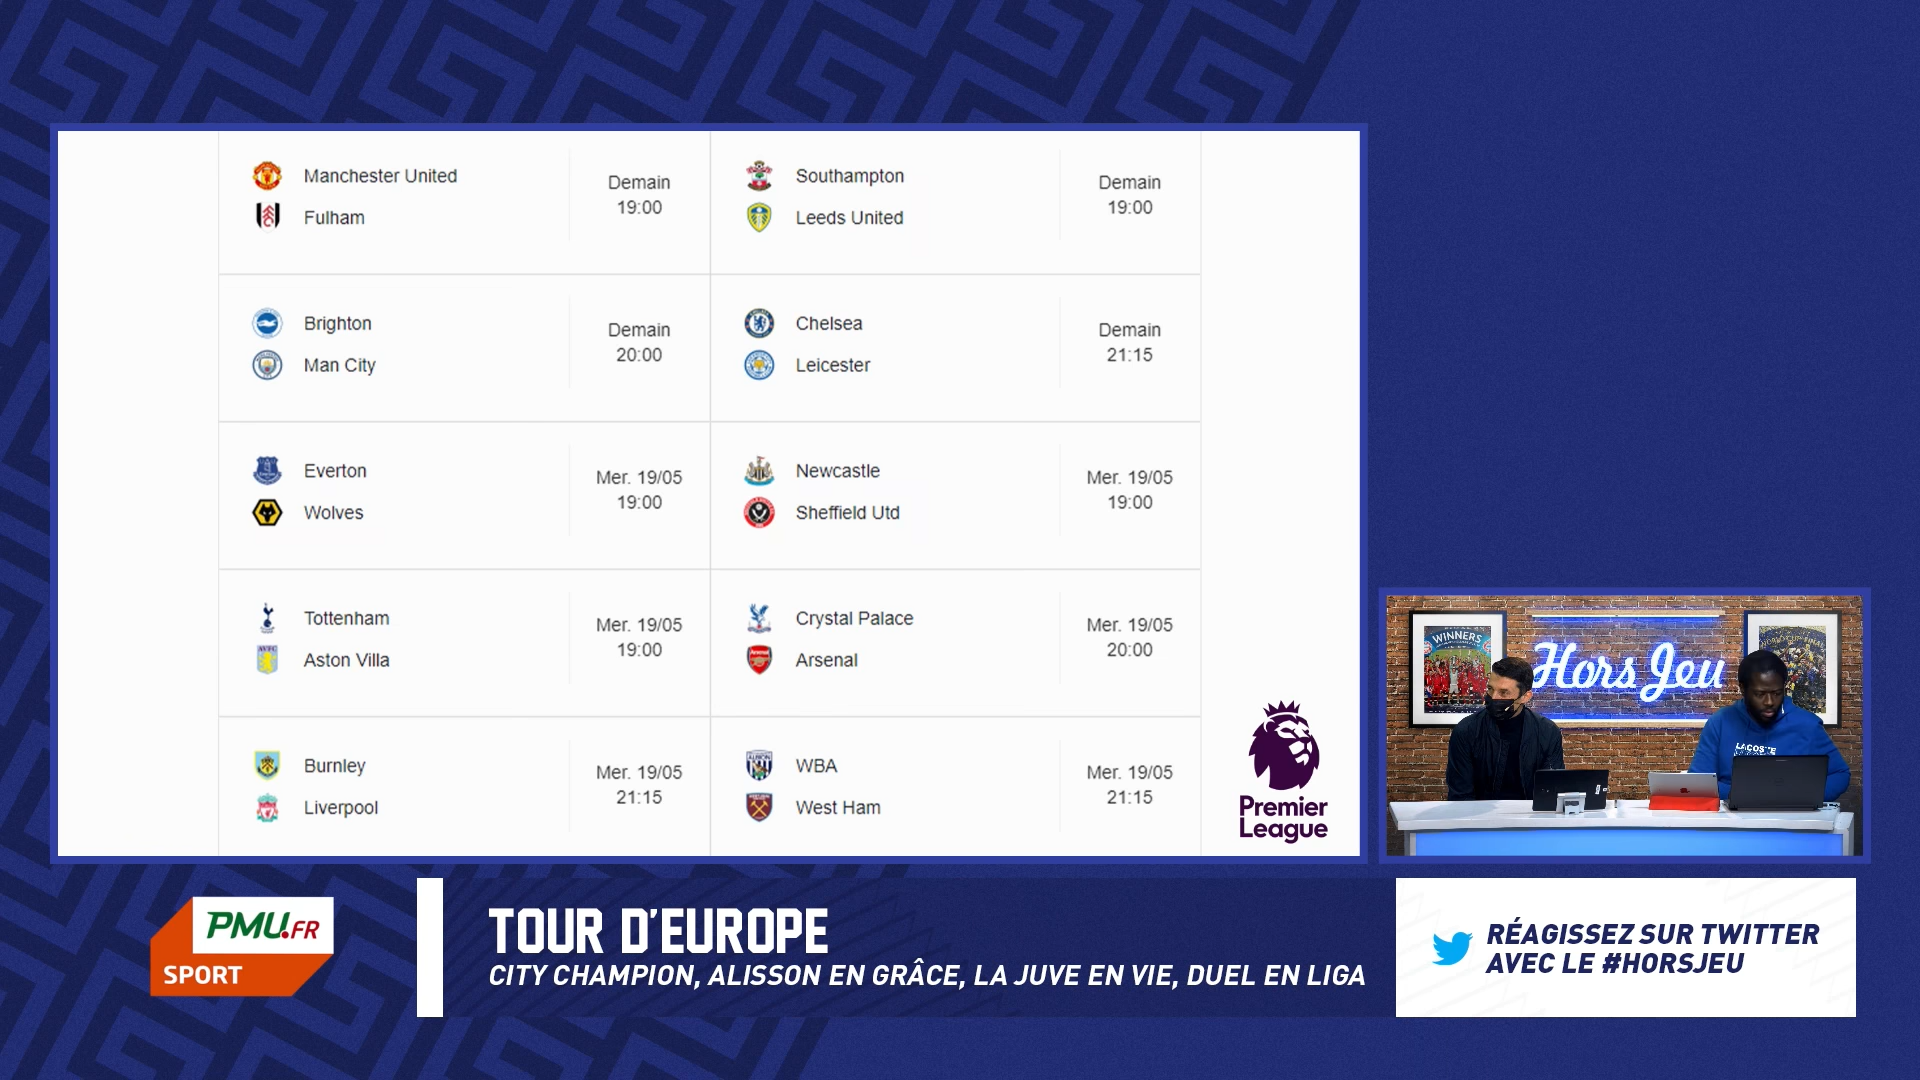 Manchester United
Fulham
Demain
19:00
Southampton
Leeds United
Demain
19:00
Brighton
Man City
Demain
20:00
Chelsea
Leicester
Demain
21:15
Everton
Wolves
Mer. 19/05
19:00
Newcastle
Sheffield Utd
Mer. 19/05
19:00
Tottenham
Aston Villa
Mer. 19/05
19:00
Crystal Palace
Arsenal
Mer. 19/05
20:00
Burnley
Liverpool
Mer. 19/05
21:15
WBA
West Ham
Mer. 19/05
21:15
Premier
League
WINNERS
Hors Jeu
LACOSTE
PMU.FR
SPORT
TOUR D'EUROPE
CITY CHAMPION, ALISSON EN GRÂCE, LA JUVE EN VIE, DUEL EN LIGA
RÉAGISSEZ SUR TWITTER
AVEC LE #HORSJEU